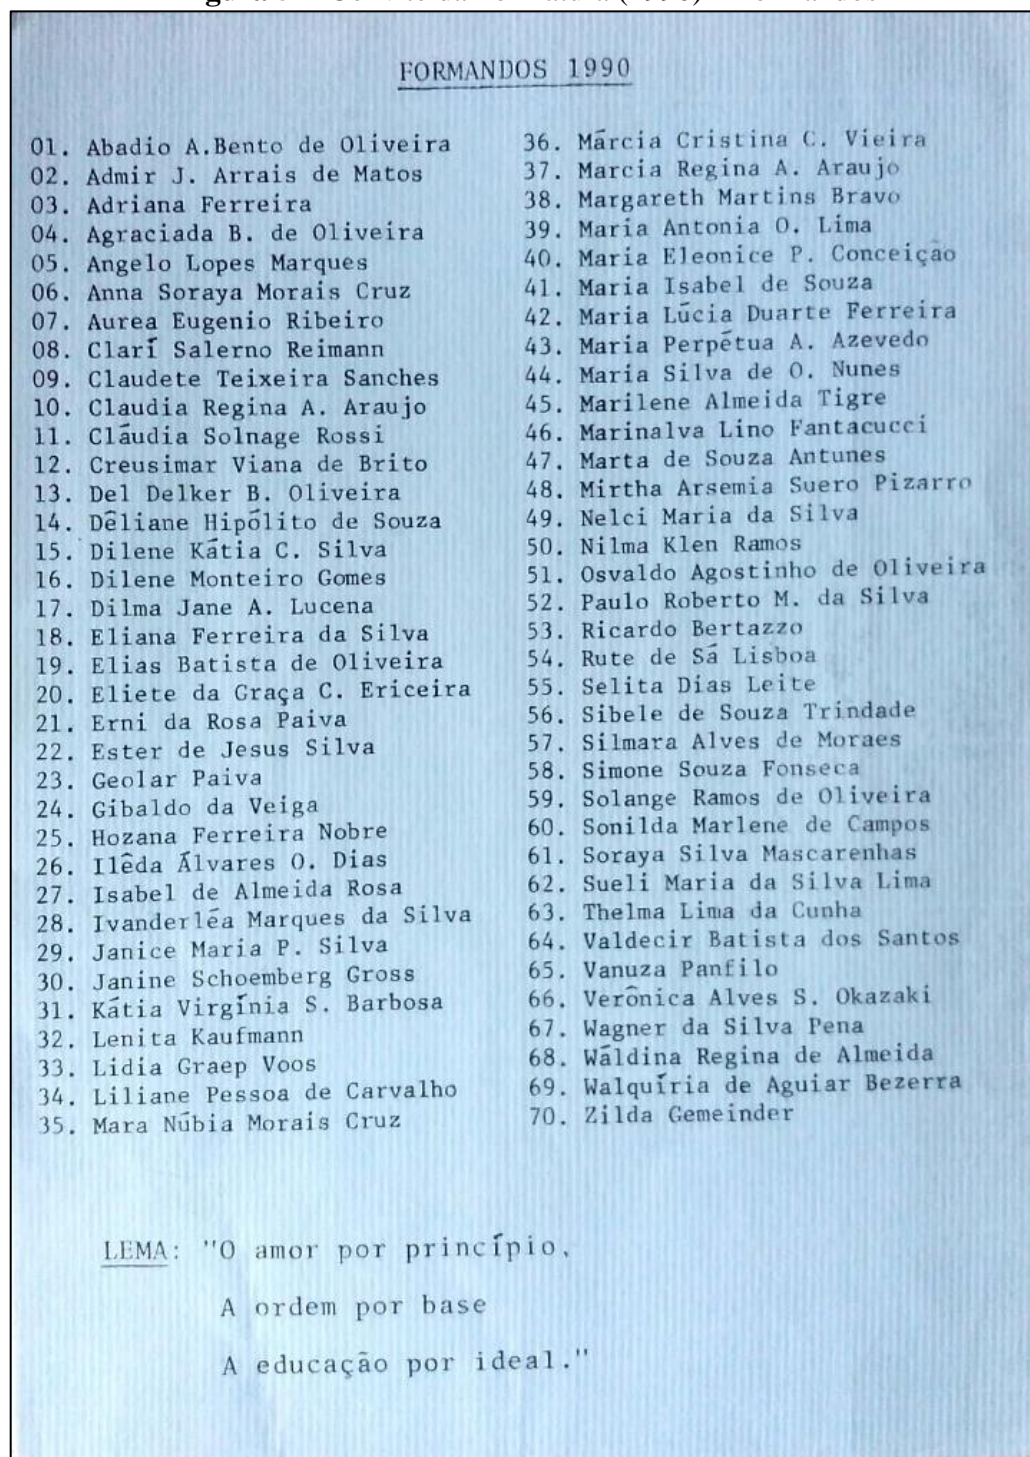 FORMANDOS 1990
01. Abadio A.Bento de Oliveira
02. Admir J. Arrais de Matos
03. Adriana Ferreira
04. Agraciada B. de Oliveira
05. Angelo Lopes Marques
06. Anna Soraya Morais Cruz
07. Aurea Eugenio Ribeiro
08. Clarí Salerno Reimann
09. Claudete Teixeira Sanches
10. Claudia Regina A. Araujo
11. Cláudia Solnage Rossi
12. Creusimar Viana de Brito
13. Del Delker B. Oliveira
14. Dêliane Hipólito de Souza
15. Dilene Kátia C. Silva
16. Dilene Monteiro Gomes
17. Dilma Jane A. Lucena
18. Eliana Ferreira da Silva
19. Elias Batista de Oliveira
20. Eliete da Graça C. Ericeira
21. Erni da Rosa Paiva
22. Ester de Jesus Silva
23. Geolar Paiva
24. Gibaldo da Veiga
25. Hozana Ferreira Nobre
26. Ilêda Álvares O. Dias
27. Isabel de Almeida Rosa
28. Ivanderléa Marques da Silva
29. Janice Maria P. Silva
30. Janine Schoemberg Gross
31. Kátia Virgínia S. Barbosa
32. Lenita Kaufmann
33. Lidia Graep Voos
34. Liliane Pessoa de Carvalho
35. Mara Núbia Morais Cruz
36. Márcia Cristina C. Vieira
37. Marcia Regina A. Araujo
38. Margareth Martins Bravo
39. Maria Antonia O. Lima
40. Maria Eleonice P. Conceição
41. Maria Isabel de Souza
42. Maria Lúcia Duarte Ferreira
43. Maria Perpétua A. Azevedo
44. Maria Silva de O. Nunes
45. Marilene Almeida Tigre
46. Marinalva Lino Fantacucci
47. Marta de Souza Antunes
48. Mirtha Arsemia Suero Pizarro
49. Nelci Maria da Silva
50. Nilma Klen Ramos
51. Osvaldo Agostinho de Oliveira
52. Paulo Roberto M. da Silva
53. Ricardo Bertazzo
54. Rute de Sá Lisboa
55. Selita Dias Leite
56. Sibele de Souza Trindade
57. Silmara Alves de Moraes
58. Simone Souza Fonseca
59. Solange Ramos de Oliveira
60. Sonilda Marlene de Campos
61. Soraya Silva Mascarenhas
62. Sueli Maria da Silva Lima
63. Thelma Lima da Cunha
64. Valdecir Batista dos Santos
65. Vanuza Panfilo
66. Verônica Alves S. Okazaki
67. Wagner da Silva Pena
68. Wáldina Regina de Almeida
69. Walquíria de Aguiar Bezerra
70. Zilda Gemeinder
LEMA: "O amor por princípio,
A ordem por base
A educação por ideal."